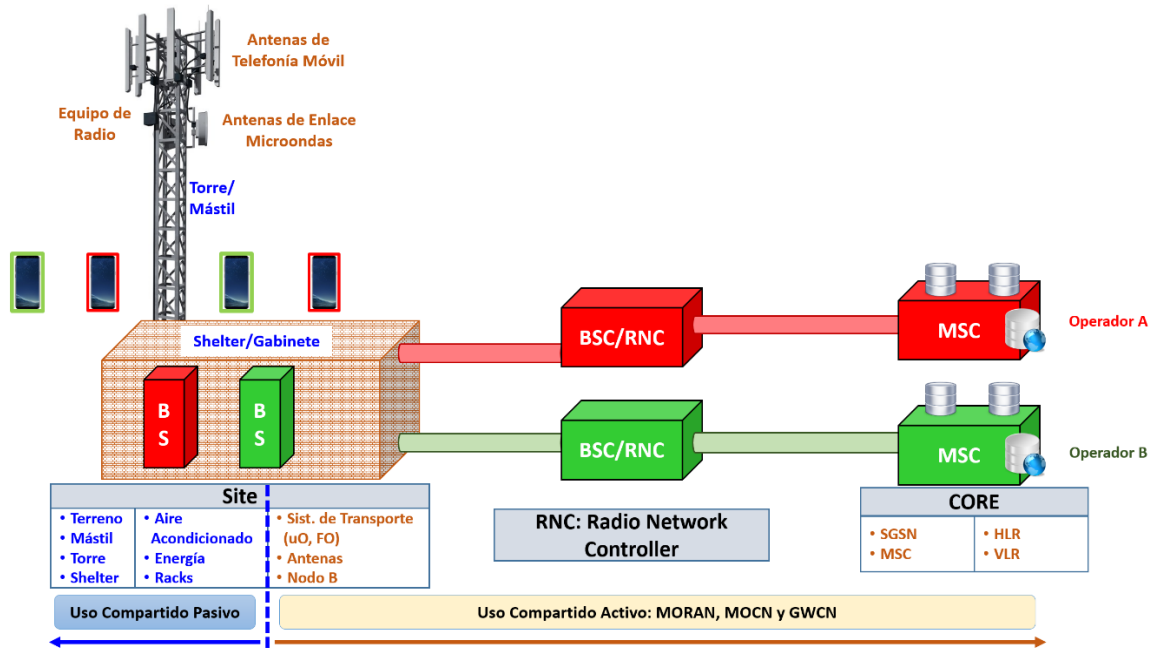 Antenas de
Telefonía Móvil
Equipo de
Radio
Antenas de Enlace
Microondas
Torre/
Mástil
Shelter/Gabinete
B
S
B
S
BSC/RNC
MSC
Operador A
BSC/RNC
MSC
Operador B
Site
• Terreno
• Mástil
• Torre
• Shelter
• Aire
Acondicionado
• Energía
• Racks
• Sist. de Transporte
(uO, FO)
• Antenas
• Nodo B
RNC: Radio Network
Controller
CORE
• SGSN
• MSC
• HLR
• VLR
Uso Compartido Pasivo
Uso Compartido Activo: MORAN, MOCN y GWCN